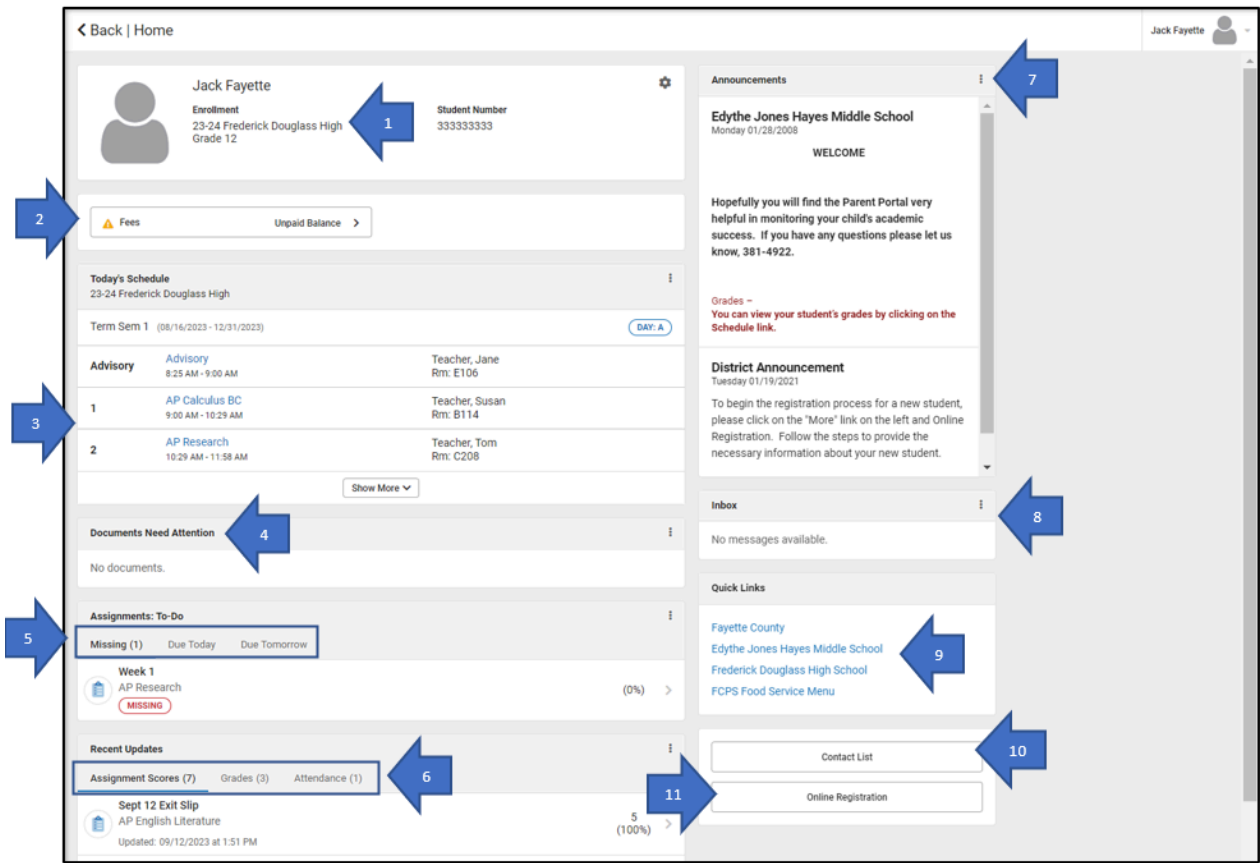 Back | Home
Jack Fayette
Jack Fayette
Enrollment
23-24 Frederick Douglass High
Grade 12
Student Number
333333333
1
2
Fees
Unpaid Balance
Today's Schedule
23-24 Frederick Douglass High
Term Sem 1 (08/16/2023 - 12/31/2023)
DAY: A
Advisory
Advisory
8:25 AM - 9:00 AM
Teacher, Jane
Rm: E106
3
1
AP Calculus BC
9:00 AM - 10:29 AM
Teacher, Susan
Rm: B114
2
AP Research
10:29 AM - 11:58 AM
Teacher, Tom
Rm: C208
Show More
Documents Need Attention
4
No documents.
Assignments: To-Do
5
Missing (1) Due Today Due Tomorrow
Week 1
AP Research
MISSING
(0%)
Recent Updates
Assignment Scores (7) Grades (3) Attendance (1)
6
Sept 12 Exit Slip
AP English Literature
Updated: 09/12/2023 at 1:51 PM
5
(100%)
Announcements
7
Edythe Jones Hayes Middle School
Monday 01/28/2008
WELCOME
Hopefully you will find the Parent Portal very
helpful in monitoring your child's academic
success. If you have any questions please let us
know, 381-4922.
Grades ~
You can view your student's grades by clicking on the
Schedule link.
District Announcement
Tuesday 01/19/2021
To begin the registration process for a new student,
please click on the "More" link on the left and Online
Registration. Follow the steps to provide the
necessary information about your new student.
Inbox
8
No messages available.
Quick Links
Fayette County
Edythe Jones Hayes Middle School
9
Frederick Douglass High School
FCPS Food Service Menu
Contact List
10
11
Online Registration